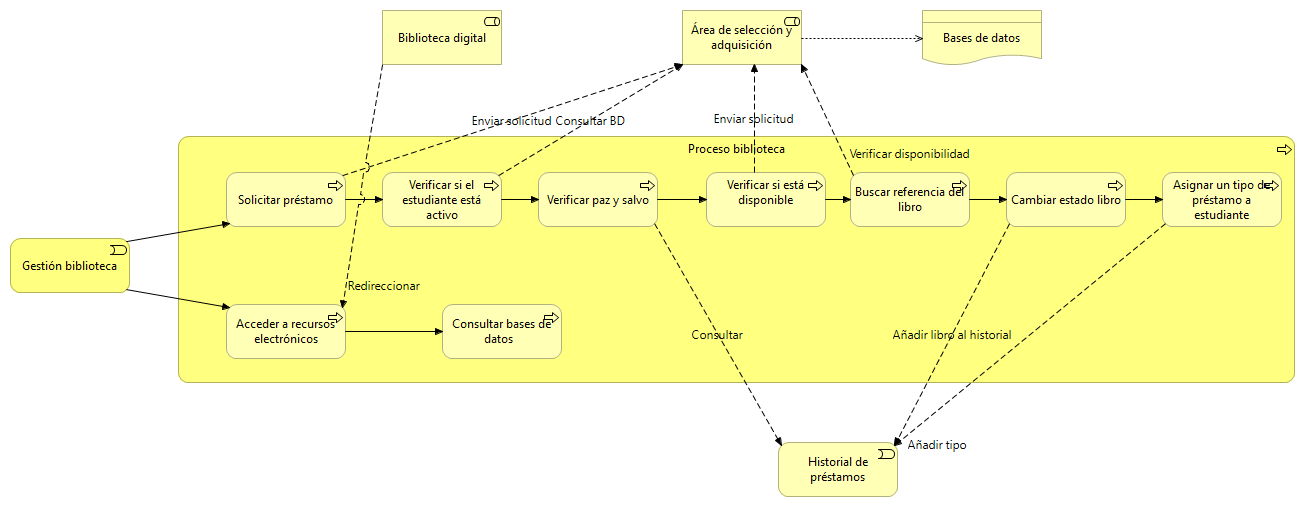 Biblioteca digital
Área de selección y
adquisición
Bases de datos
Enviar solicitud
Consultar BD
Enviar solicitud
Verificar disponibilidad
Proceso biblioteca
Solicitar préstamo
Verificar si el
estudiante está
activo
Verificar paz y salvo
Verificar si está
disponible
Buscar referencia del
libro
Cambiar estado libro
Asignar un tipo de
préstamo a
estudiante
Gestión biblioteca
Redireccionar
Acceder a recursos
electrónicos
Consultar bases de
datos
Consultar
Añadir libro al historial
Añadir tipo
Historial de
préstamos